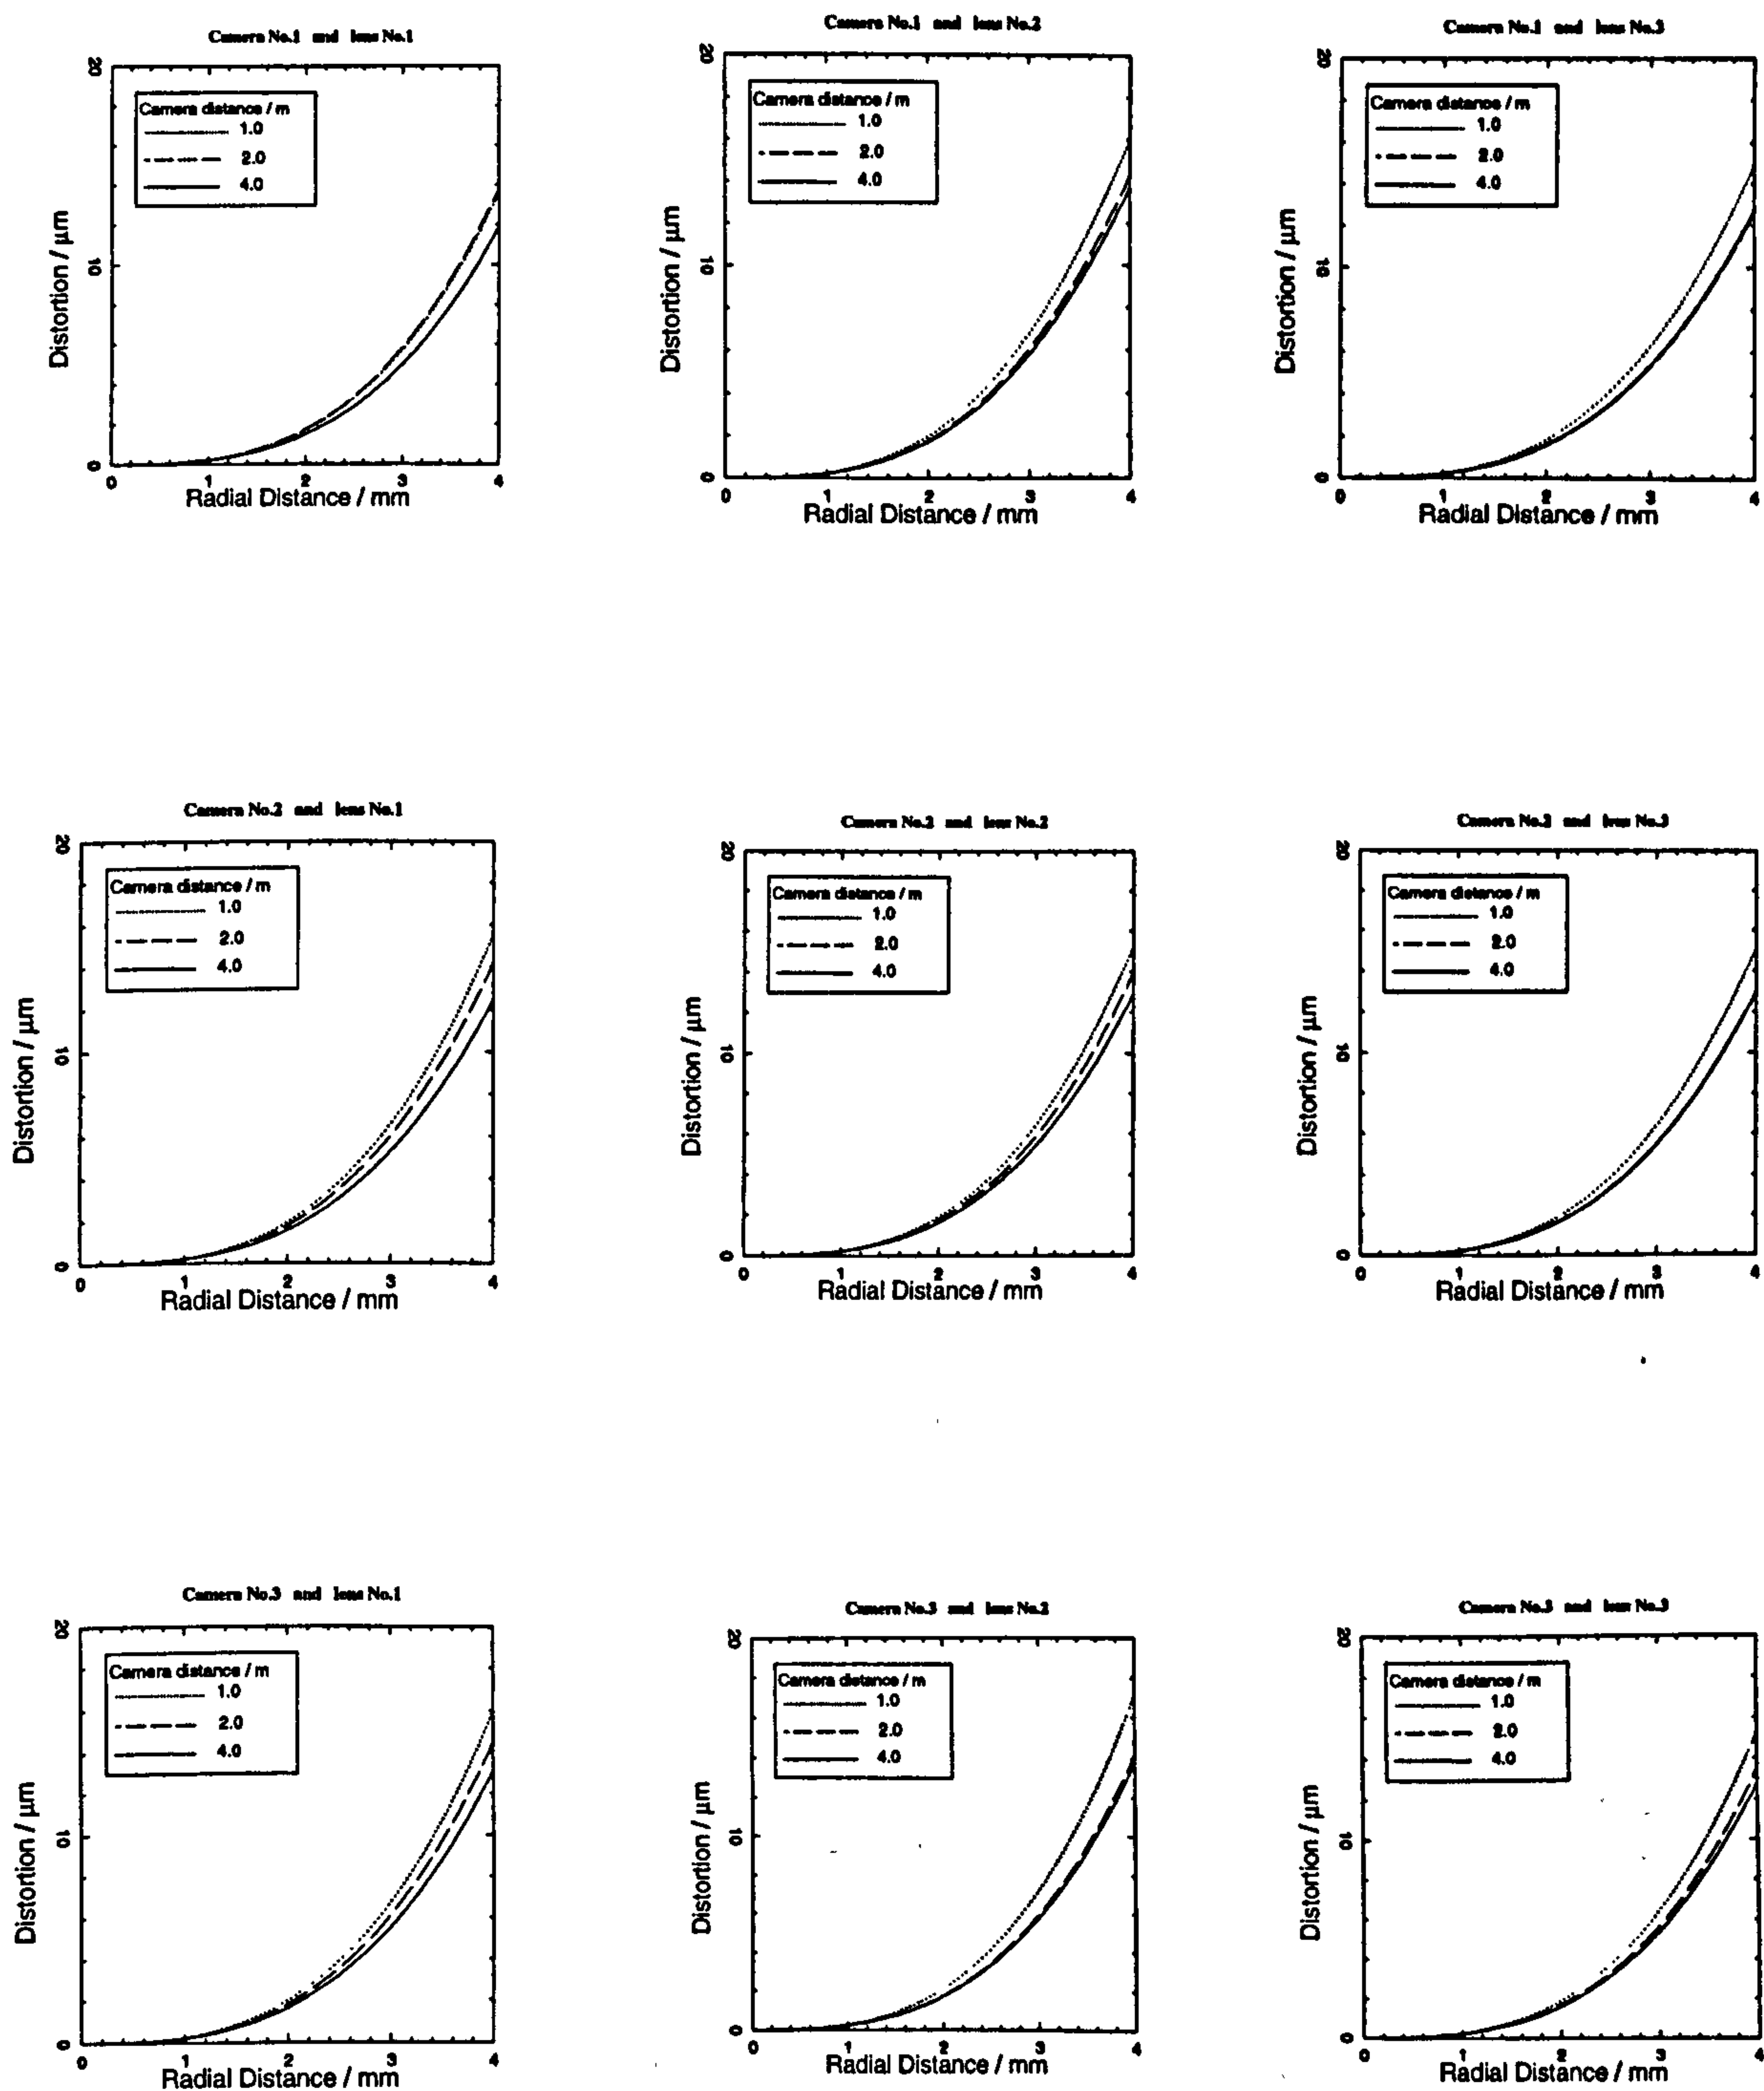 Camera No.1 and lens No.1
20
10
0
Distortion / µm
Camera distance / m
1.0
2.0
4.0
0 1 2 3 4
Radial Distance / mm
Camera No.1 and lens No.2
20
10
0
Distortion / µm
Camera distance / m
1.0
2.0
4.0
0 1 2 3 4
Radial Distance / mm
Camera No.1 and lens No.3
20
10
0
Distortion / µm
Camera distance / m
1.0
2.0
4.0
0 1 2 3 4
Radial Distance / mm
Camera No.2 and lens No.1
20
10
0
Distortion / µm
Camera distance / m
1.0
2.0
4.0
0 1 2 3 4
Radial Distance / mm
Camera No.2 and lens No.2
20
10
0
Distortion / µm
Camera distance / m
1.0
2.0
4.0
0 1 2 3 4
Radial Distance / mm
Camera No.2 and lens No.3
20
10
0
Distortion / µm
Camera distance / m
1.0
2.0
4.0
0 1 2 3 4
Radial Distance / mm
Camera No.3 and lens No.1
20
10
0
Distortion / µm
Camera distance / m
1.0
2.0
4.0
0 1 2 3 4
Radial Distance / mm
Camera No.3 and lens No.2
20
10
0
Distortion / µm
Camera distance / m
1.0
2.0
4.0
0 1 2 3 4
Radial Distance / mm
Camera No.3 and lens No.3
20
10
0
Distortion / µm
Camera distance / m
1.0
2.0
4.0
0 1 2 3 4
Radial Distance / mm